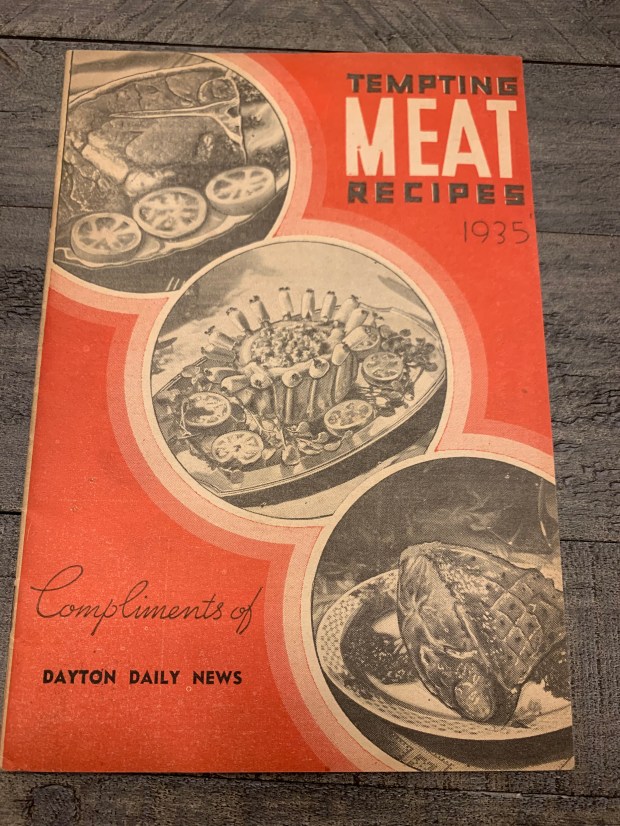 TEMPTING
MEAT
RECIPES
1935
Compliments of
DAYTON DAILY NEWS